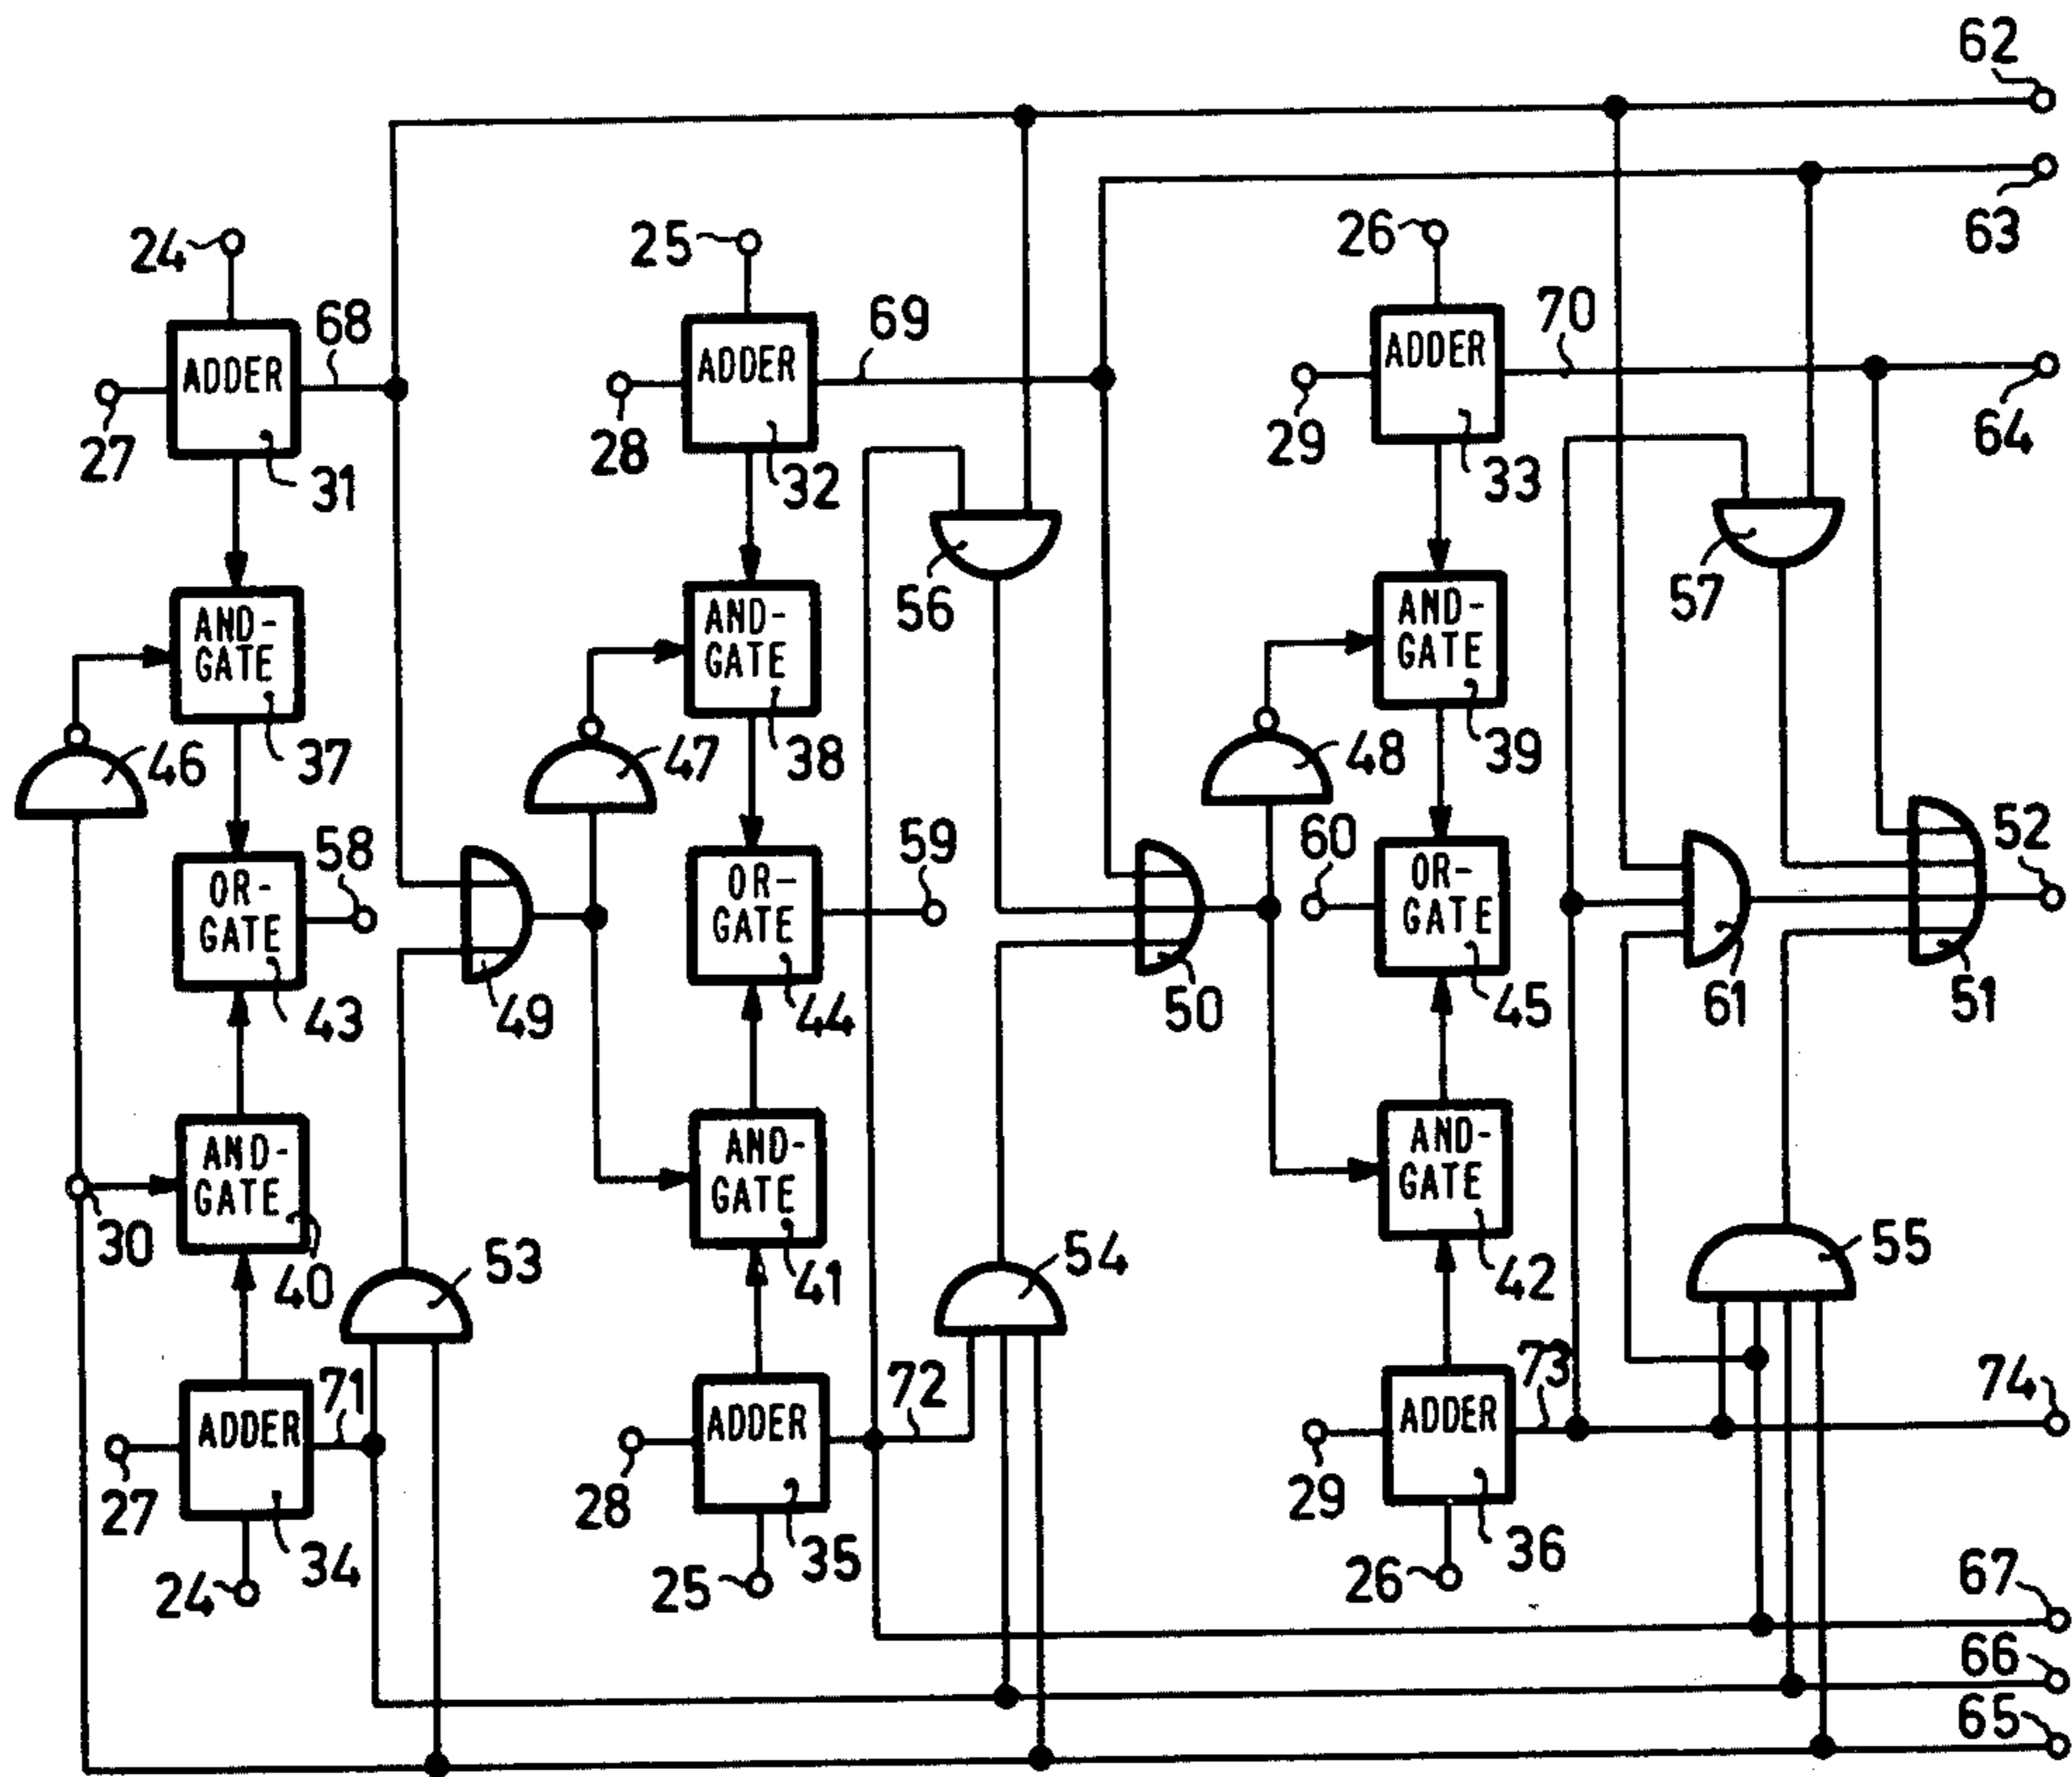 62
63
24
25
26
68
69
70
ADDER
ADDER
ADDER
27
28
29
64
31
32
33
AND-
GATE
AND-
GATE
AND-
GATE
56
57
46
37
47
38
48
39
58
59
60
52
OR-
GATE
OR-
GATE
OR-
GATE
43
49
44
50
45
61
51
AND-
GATE
AND-
GATE
AND-
GATE
30
40
53
41
54
42
55
71
72
73
74
ADDER
ADDER
ADDER
27
28
29
34
35
36
24
25
26
67
66
65